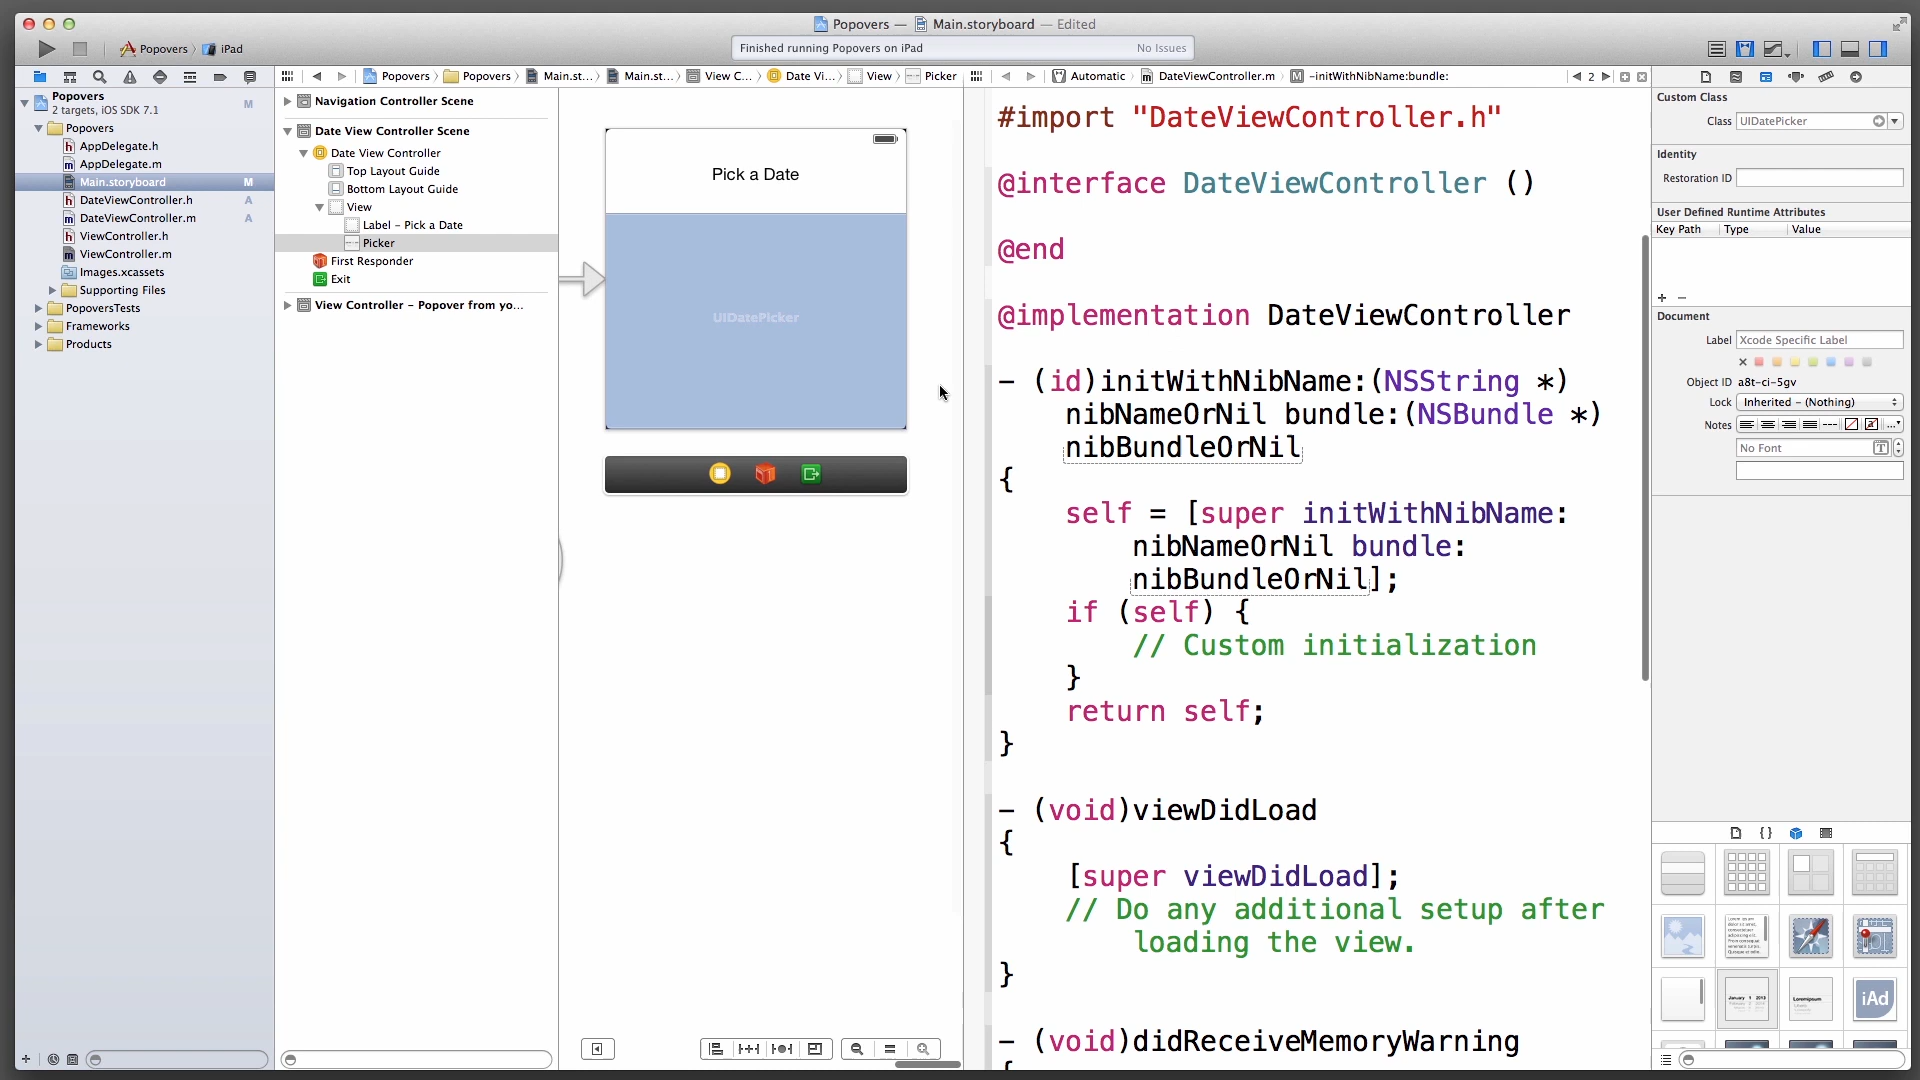 Popovers — Main.storyboard — Edited
Popovers iPad
Finished running Popovers on iPad No Issues
Popovers Popovers Main.st... Main.st... View C... Date Vi... View Picker
Automatic DateViewController.m M -initWithNibName:bundle: 2
Popovers M
2 targets, iOS SDK 7.1
Popovers
AppDelegate.h
AppDelegate.m
Main.storyboard M
DateViewController.h A
DateViewController.m A
ViewController.h
ViewController.m
Images.xcassets
Supporting Files
PopoversTests
Frameworks
Products
Navigation Controller Scene
Date View Controller Scene
Date View Controller
Top Layout Guide
Bottom Layout Guide
View
Label - Pick a Date
Picker
First Responder
Exit
View Controller - Popover from yo...
Pick a Date
UIDatePicker
#import "DateViewController.h"
@interface DateViewController ()
@end
@implementation DateViewController
- (id)initWithNibName:(NSString *)
nibNameOrNil bundle:(NSBundle *)
nibBundleOrNil
{
self = [super initWithNibName:
nibNameOrNil bundle:
nibBundleOrNil];
if (self) {
// Custom initialization
}
return self;
}
- (void)viewDidLoad
{
[super viewDidLoad];
// Do any additional setup after
loading the view.
}
- (void)didReceiveMemoryWarning
{
Custom Class
Class UIDatePicker
Identity
Restoration ID
User Defined Runtime Attributes
Key Path Type Value
+ −
Document
Label Xcode Specific Label
Object ID a8t-ci-5gv
Lock Inherited - (Nothing)
Notes
No Font T
{ }
iAd